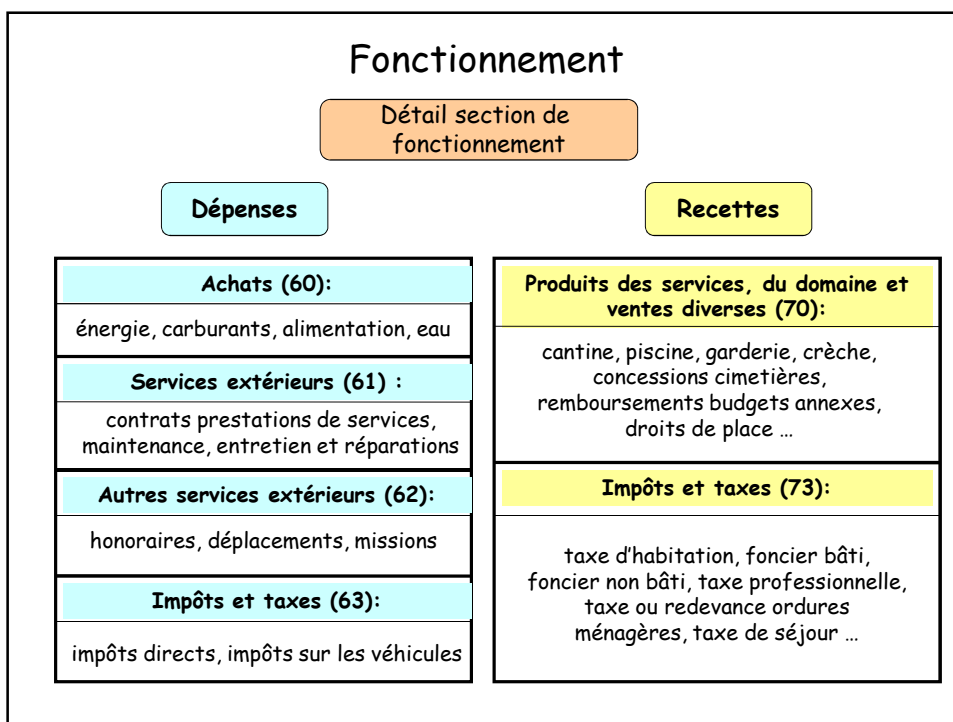 Fonctionnement
Détail section de
fonctionnement
Dépenses
Achats (60):
énergie, carburants, alimentation, eau
Services extérieurs (61) :
contrats prestations de services,
maintenance, entretien et réparations
Autres services extérieurs (62):
honoraires, déplacements, missions
Impôts et taxes (63):
impôts directs, impôts sur les véhicules
Recettes
Produits des services, du domaine et
ventes diverses (70):
cantine, piscine, garderie, crèche,
concessions cimetières,
remboursements budgets annexes,
droits de place …
Impôts et taxes (73):
taxe d’habitation, foncier bâti,
foncier non bâti, taxe professionnelle,
taxe ou redevance ordures
ménagères, taxe de séjour …